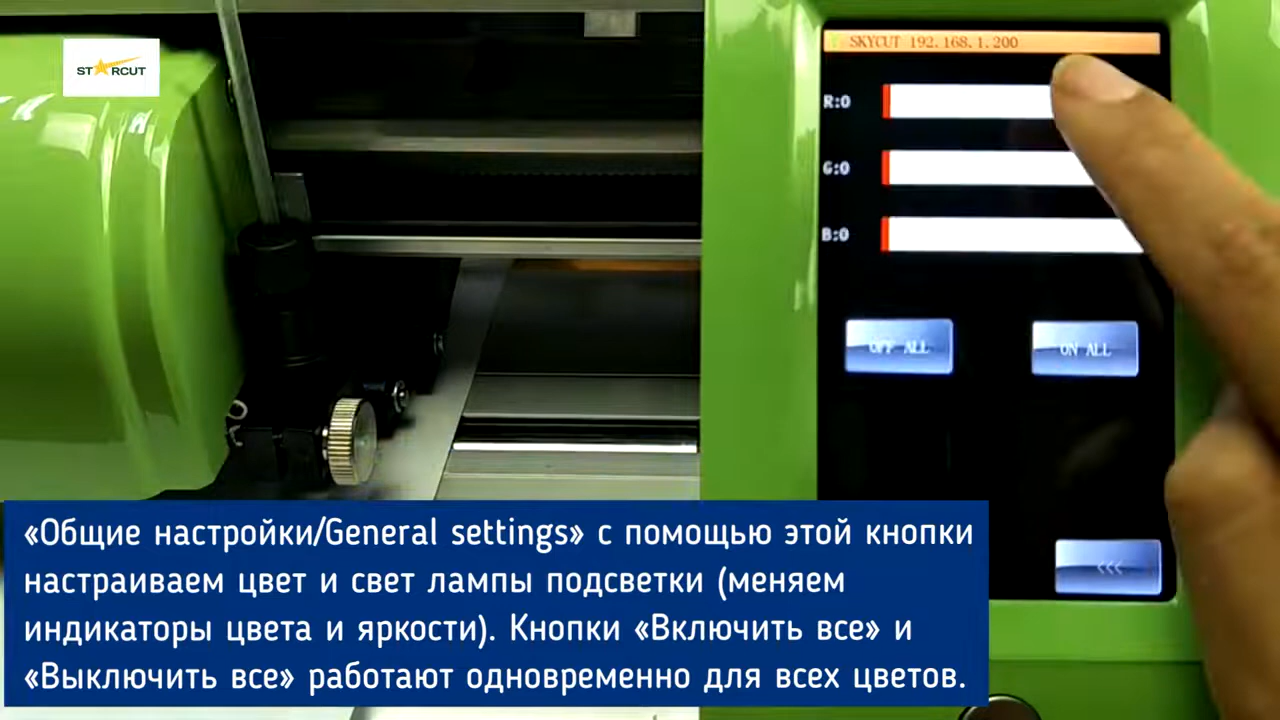 STARCUT
SKYCUT 192.168.1.200
R:0
G:0
B:0
OFF ALL
ON ALL
<<<
«Общие настройки/General settings» с помощью этой кнопки
настраиваем цвет и свет лампы подсветки (меняем
индикаторы цвета и яркости). Кнопки «Включить все» и
«Выключить все» работают одновременно для всех цветов.